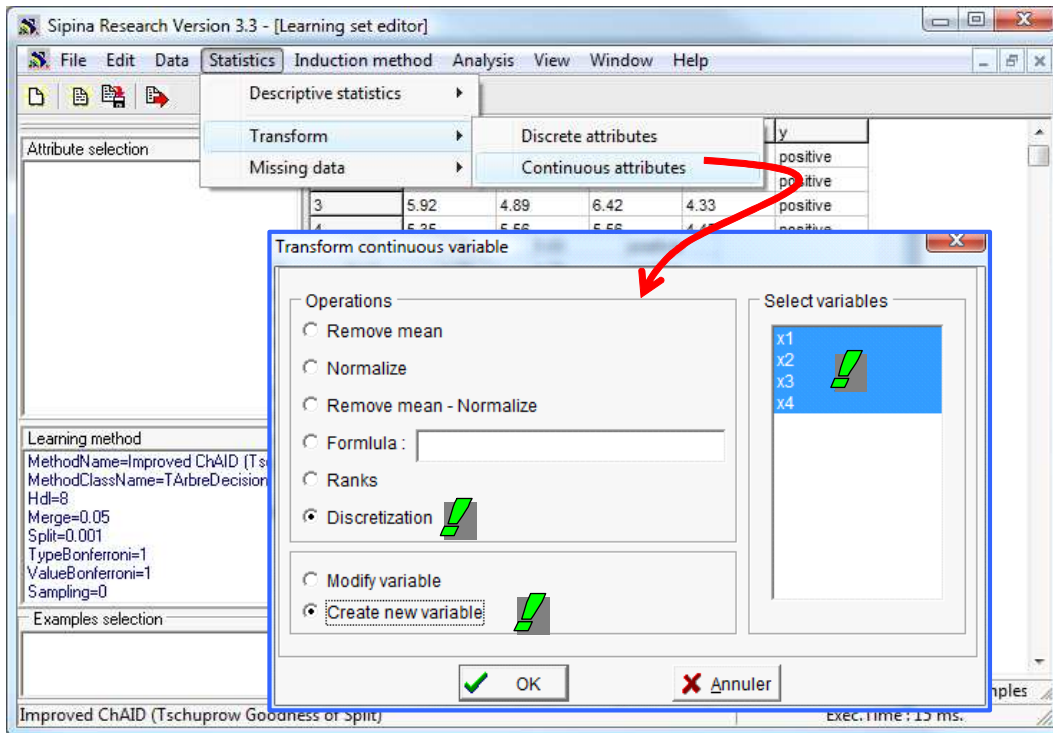 Sipina Research Version 3.3 - [Learning set editor]
File Edit Data Statistics Induction method Analysis View Window Help
Descriptive statistics
Transform
Missing data
Discrete attributes
Continuous attributes
Attribute selection
y
positive
positive
3 5.92 4.89 6.42 4.33 positive
Transform continuous variable
Operations
Remove mean
Normalize
Remove mean - Normalize
Formlula :
Ranks
Discretization
Modify variable
Create new variable
Select variables
x1
x2
x3
x4
OK
Annuler
Learning method
MethodName=Improved ChAID
MethodClassName=TArbreDecision
Hdl=8
Merge=0.05
Split=0.001
TypeBonferroni=1
ValueBonferroni=1
Sampling=0
Examples selection
Improved ChAID (Tschuprow Goodness of Split)
Exec.Time : 15 ms.